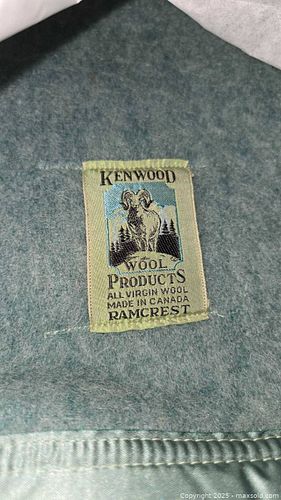 KENWOOD
WOOL
PRODUCTS
ALL VIRGIN WOOL
MADE IN CANADA
RAMCREST
Copyright © 2025 - maxsold.com